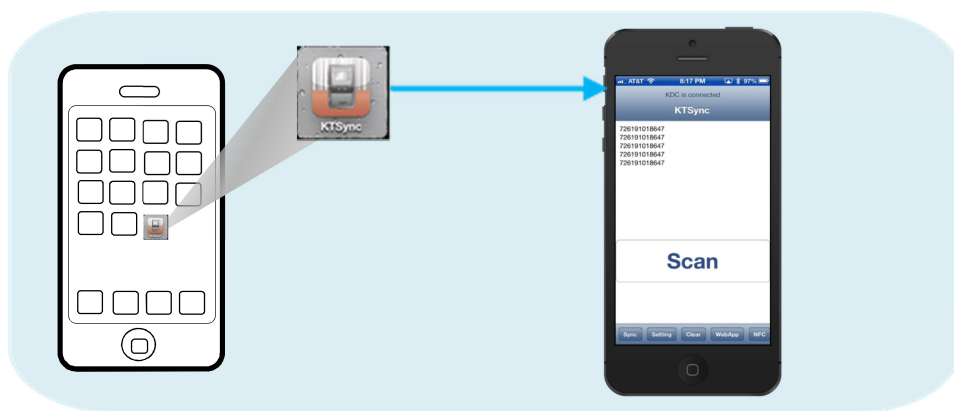 KTSync
AT&T 8:17 PM 97%
KDC is connected
KTSync
726191018647
726191018647
726191018647
726191018647
726191018647
Scan
Sync Setting Clear WebApp NFC